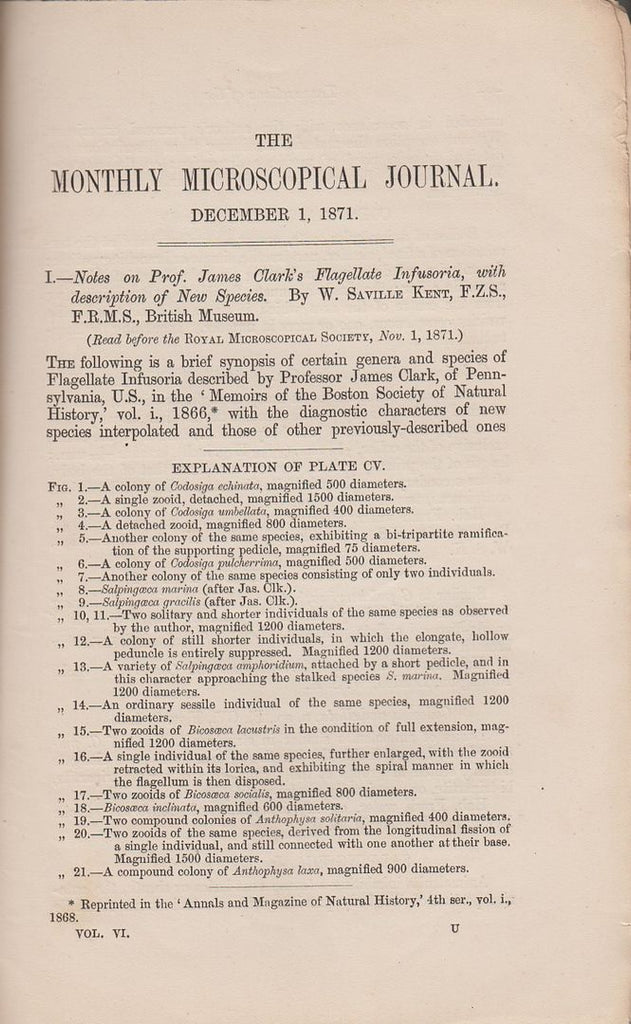 THE
MONTHLY MICROSCOPICAL JOURNAL.
DECEMBER 1, 1871.
I.—Notes on Prof. James Clark's Flagellate Infusoria, with
description of New Species. By W. SAVILLE KENT, F.Z.S.,
F.R.M.S., British Museum.
(Read before the ROYAL MICROSCOPICAL SOCIETY, Nov. 1, 1871.)
THE following is a brief synopsis of certain genera and species of
Flagellate Infusoria described by Professor James Clark, of Penn-
sylvania, U.S., in the ‘Memoirs of the Boston Society of Natural
History,’ vol. i., 1866,* with the diagnostic characters of new
species interpolated and those of other previously-described ones
EXPLANATION OF PLATE CV.
FIG. 1.—A colony of Codosiga echinata, magnified 500 diameters.
„ 2.—A single zooid, detached, magnified 1500 diameters.
„ 3.—A colony of Codosiga umbellata, magnified 400 diameters.
„ 4.—A detached zooid, magnified 800 diameters.
„ 5.—Another colony of the same species, exhibiting a bi-tripartite ramifica-
tion of the supporting pedicle, magnified 75 diameters.
„ 6.—A colony of Codosiga pulcherrima, magnified 500 diameters.
„ 7.—Another colony of the same species consisting of only two individuals.
„ 8.—Salpingœca marina (after Jas. Clk.).
„ 9.—Salpingœca gracilis (after Jas. Clk.).
„ 10, 11.—Two solitary and shorter individuals of the same species as observed
by the author, magnified 1200 diameters.
„ 12.—A colony of still shorter individuals, in which the elongate, hollow
peduncle is entirely suppressed. Magnified 1200 diameters.
„ 13.—A variety of Salpingœca amphoridium, attached by a short pedicle, and in
this character approaching the stalked species S. marina. Magnified
1200 diameters.
„ 14.—An ordinary sessile individual of the same species, magnified 1200
diameters.
„ 15.—Two zooids of Bicosœca lacustris in the condition of full extension, mag-
nified 1200 diameters.
„ 16.—A single individual of the same species, further enlarged, with the zooid
retracted within its lorica, and exhibiting the spiral manner in which
the flagellum is then disposed.
„ 17.—Two zooids of Bicosœca socialis, magnified 800 diameters.
„ 18.—Bicosœca inclinata, magnified 600 diameters.
„ 19.—Two compound colonies of Anthophysa solitaria, magnified 400 diameters.
„ 20.—Two zooids of the same species, derived from the longitudinal fission of
a single individual, and still connected with one another at their base.
Magnified 1500 diameters.
„ 21.—A compound colony of Anthophysa laxa, magnified 900 diameters.
* Reprinted in the ‘Annals and Magazine of Natural History,’ 4th ser., vol. i.,
1868.
VOL. VI. U